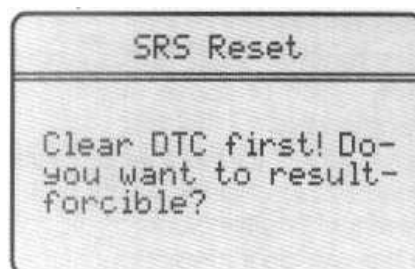 SRS Reset
Clear DTC first! Do-
you want to result-
forcible?